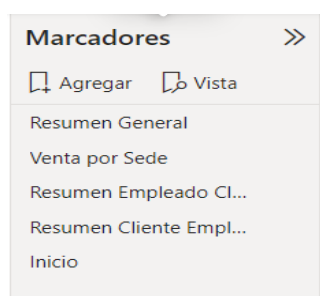 Marcadores
Agregar Vista
Resumen General
Venta por Sede
Resumen Empleado Cl...
Resumen Cliente Empl...
Inicio